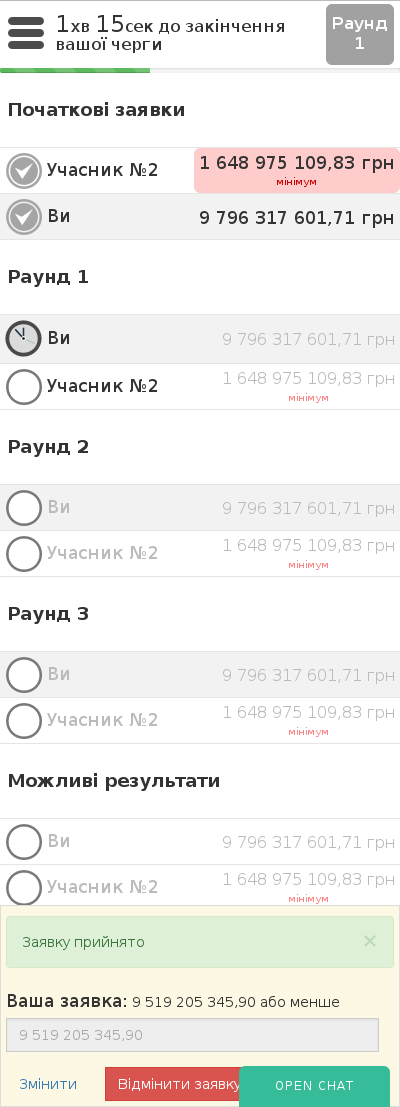 1хв 15сек до закінчення
вашої черги
Раунд
1
Початкові заявки
Учасник №2
1 648 975 109,83 грн
мінімум
Ви
9 796 317 601,71 грн
Раунд 1
Ви
9 796 317 601,71 грн
Учасник №2
1 648 975 109,83 грн
мінімум
Раунд 2
Ви
9 796 317 601,71 грн
Учасник №2
1 648 975 109,83 грн
мінімум
Раунд 3
Ви
9 796 317 601,71 грн
Учасник №2
1 648 975 109,83 грн
мінімум
Можливі результати
Ви
9 796 317 601,71 грн
Учасник №2
1 648 975 109,83 грн
мінімум
Заявку прийнято
×
Ваша заявка: 9 519 205 345,90 або менше
9 519 205 345,90
Змінити
Відмінити заявку
OPEN CHAT